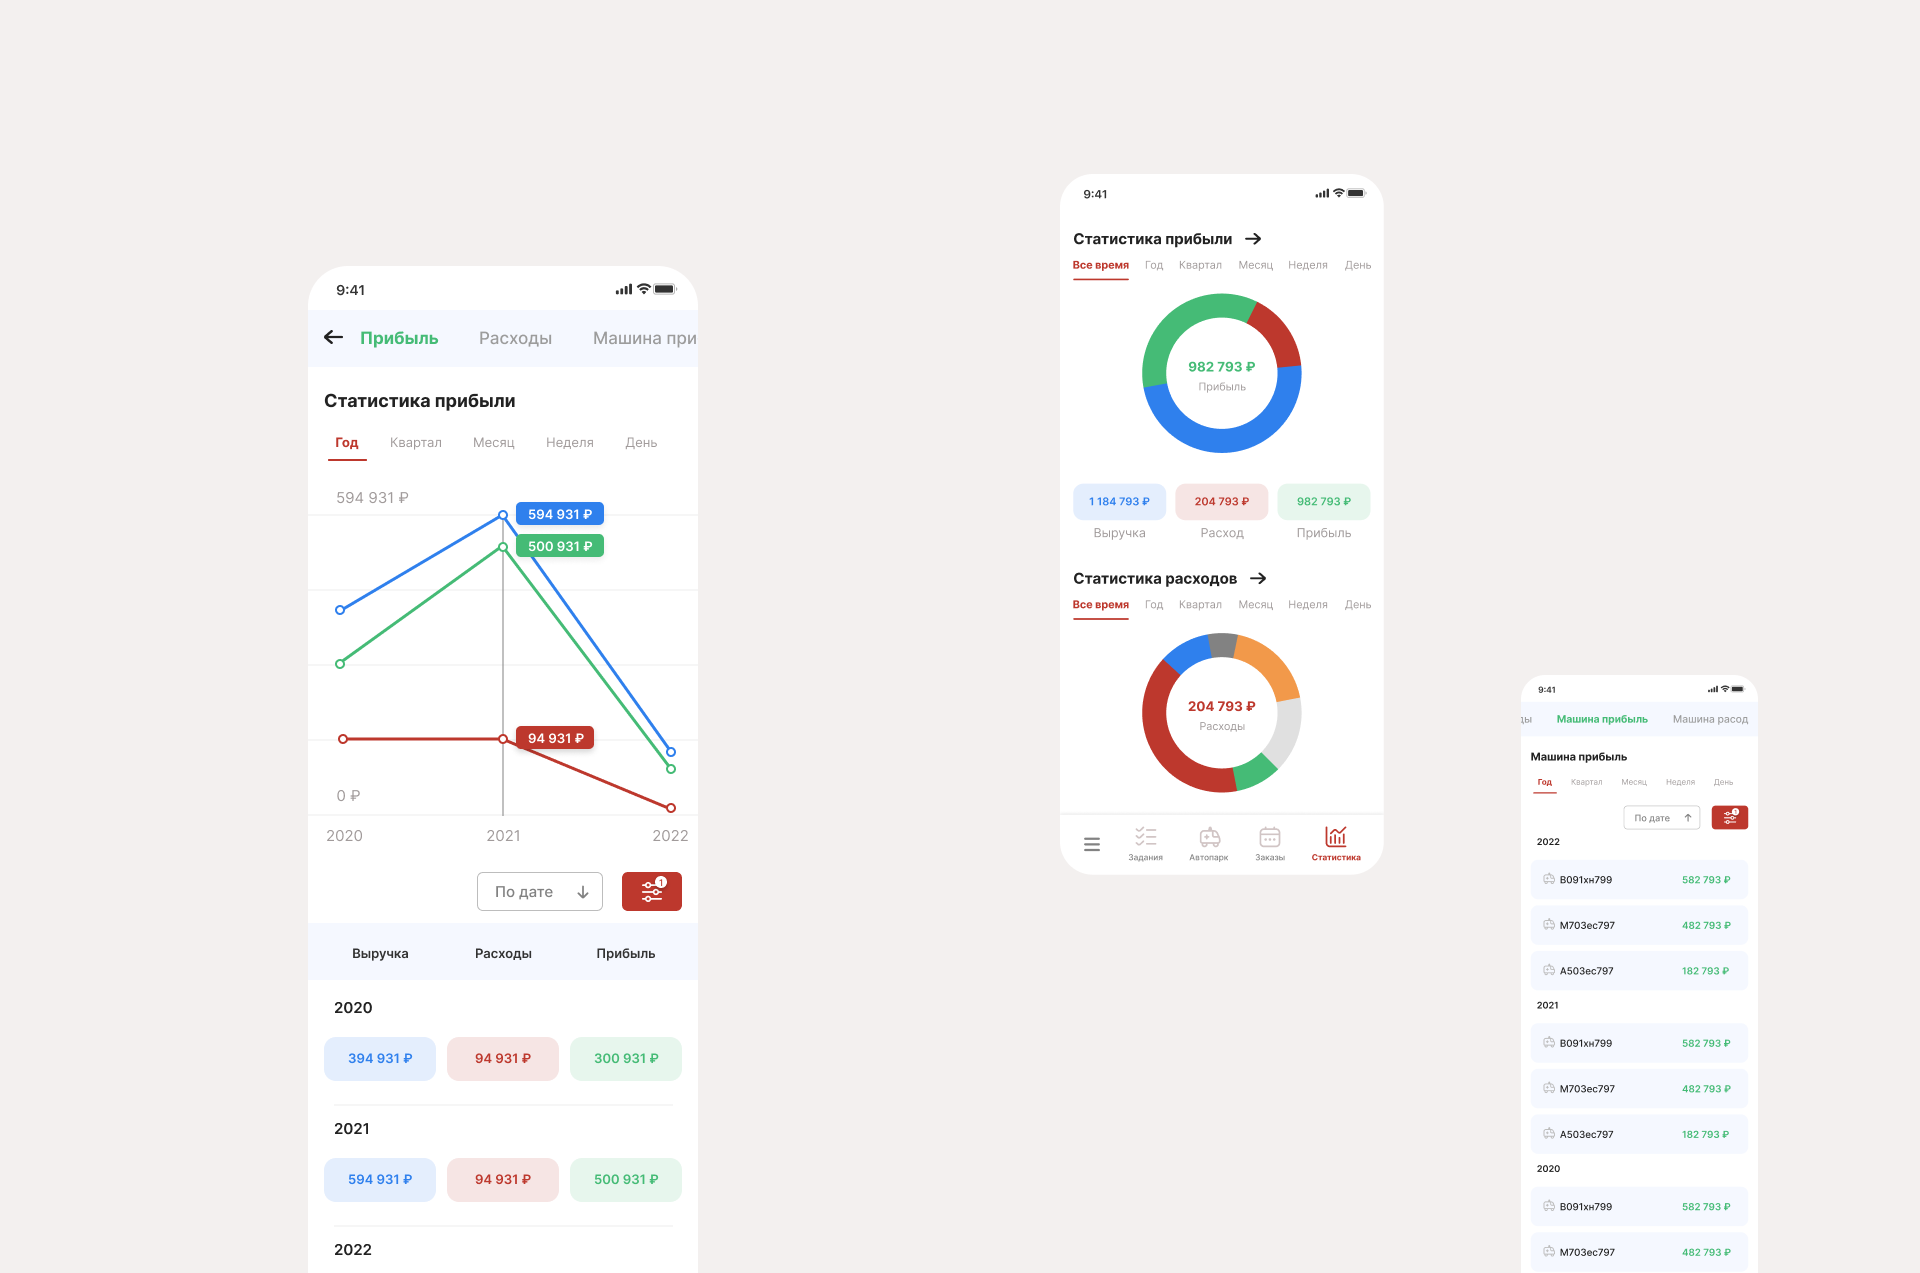 9:41
Прибыль Расходы Машина при
Статистика прибыли
Год Квартал Месяц Неделя День
594 931 ₽
594 931 ₽
500 931 ₽
94 931 ₽
0 ₽
2020 2021 2022
По дате
1
Выручка Расходы Прибыль
2020
394 931 ₽ 94 931 ₽ 300 931 ₽
2021
594 931 ₽ 94 931 ₽ 500 931 ₽
2022
9:41
Статистика прибыли
Все время Год Квартал Месяц Неделя День
982 793 ₽
Прибыль
1 184 793 ₽ 204 793 ₽ 982 793 ₽
Выручка Расход Прибыль
Статистика расходов
Все время Год Квартал Месяц Неделя День
204 793 ₽
Расходы
Задания Автопарк Заказы Статистика
9:41
ды Машина прибыль Машина расод
Машина прибыль
Год Квартал Месяц Неделя День
По дате
1
2022
В091хн799 582 793 ₽
М703ес797 482 793 ₽
А503ес797 182 793 ₽
2021
В091хн799 582 793 ₽
М703ес797 482 793 ₽
А503ес797 182 793 ₽
2020
В091хн799 582 793 ₽
М703ес797 482 793 ₽